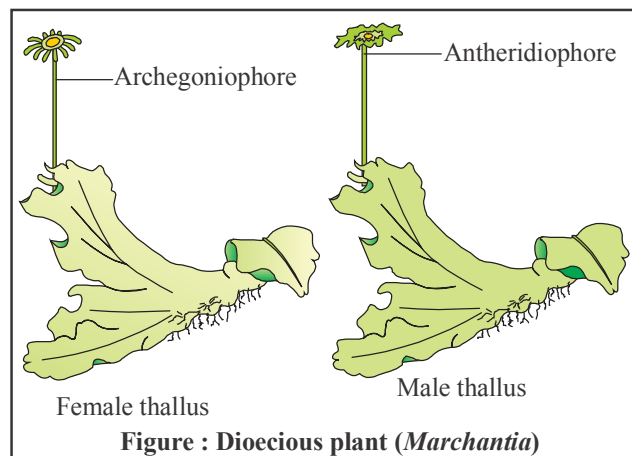 Archegoniophore
Antheridiophore
Female thallus
Male thallus
Figure : Dioecious plant (Marchantia)